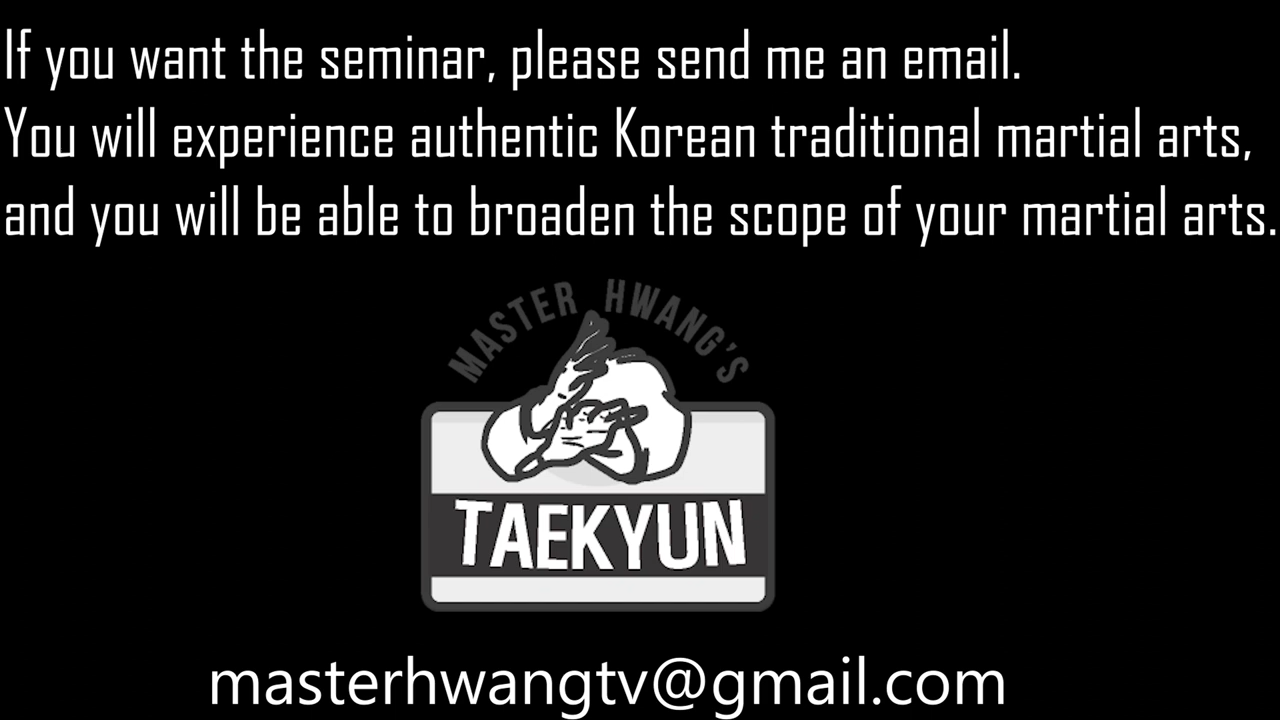 If you want the seminar, please send me an email.
You will experience authentic Korean traditional martial arts,
and you will be able to broaden the scope of your martial arts.
MASTER HWANG'S
TAEKYUN
masterhwangtv@gmail.com